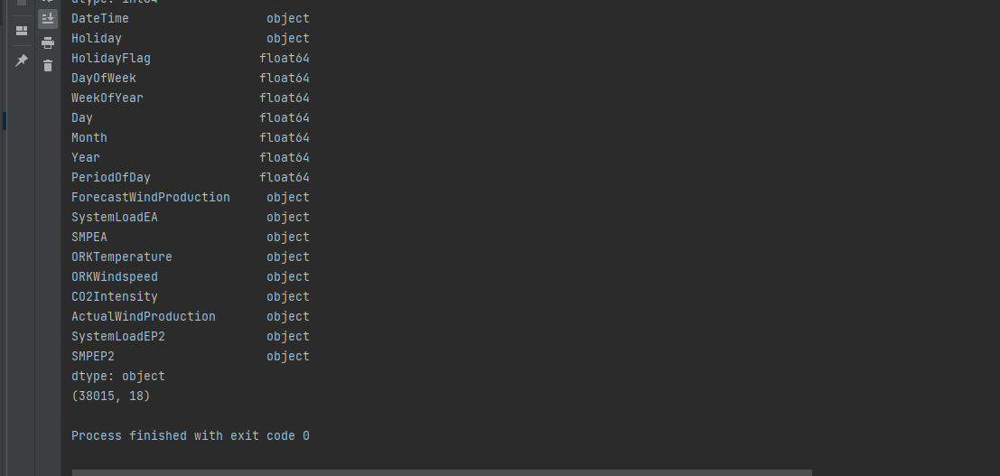 dtype: int64
DateTime object
Holiday object
HolidayFlag float64
DayOfWeek float64
WeekOfYear float64
Day float64
Month float64
Year float64
PeriodOfDay float64
ForecastWindProduction object
SystemLoadEA object
SMPEA object
ORKTemperature object
ORKWindspeed object
CO2Intensity object
ActualWindProduction object
SystemLoadEP2 object
SMPEP2 object
dtype: object
(38015, 18)
Process finished with exit code 0